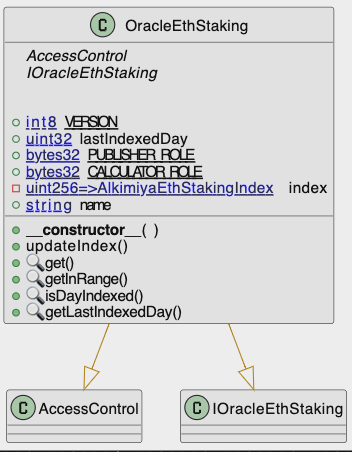 C OracleEthStaking
AccessControl
IOracleEthStaking
int8 VERSION
uint32 lastIndexedDay
bytes32 PUBLISHER_ROLE
bytes32 CALCULATOR_ROLE
uint256=>AlkimiyaEthStakingIndex index
string name
__constructor__( )
updateIndex()
🔍get()
🔍getInRange()
🔍isDayIndexed()
🔍getLastIndexedDay()
C AccessControl
C IOracleEthStaking